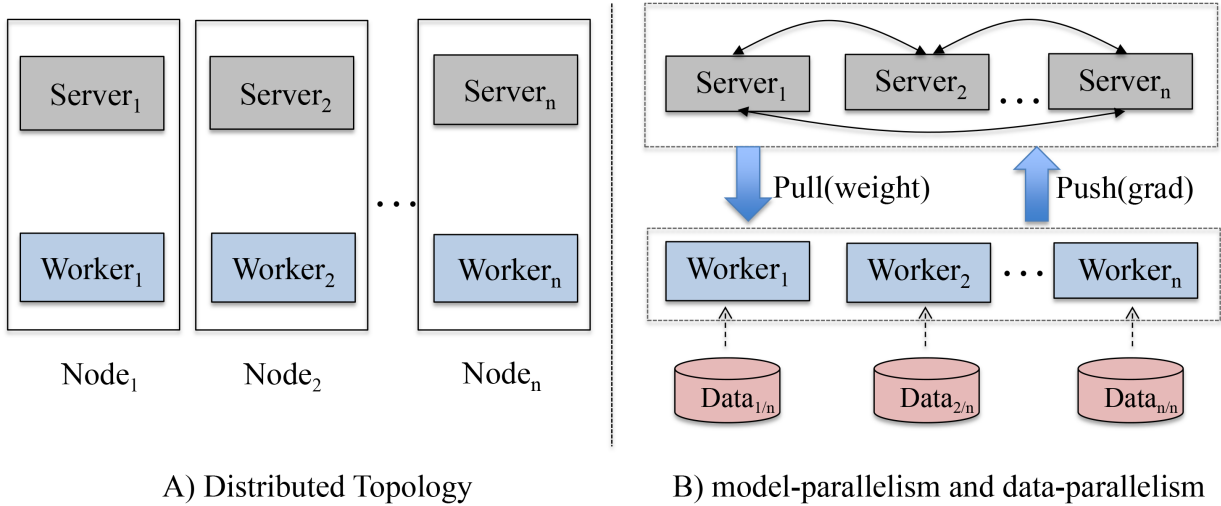 Server₁
Server₂
Serverₙ
...
Worker₁
Worker₂
Workerₙ
Node₁
Node₂
Nodeₙ
A) Distributed Topology
Server₁
Server₂
...
Serverₙ
Pull(weight)
Push(grad)
Worker₁
Worker₂
...
Workerₙ
Data₁/ₙ
Data₂/ₙ
Dataₙ/ₙ
B) model-parallelism and data-parallelism